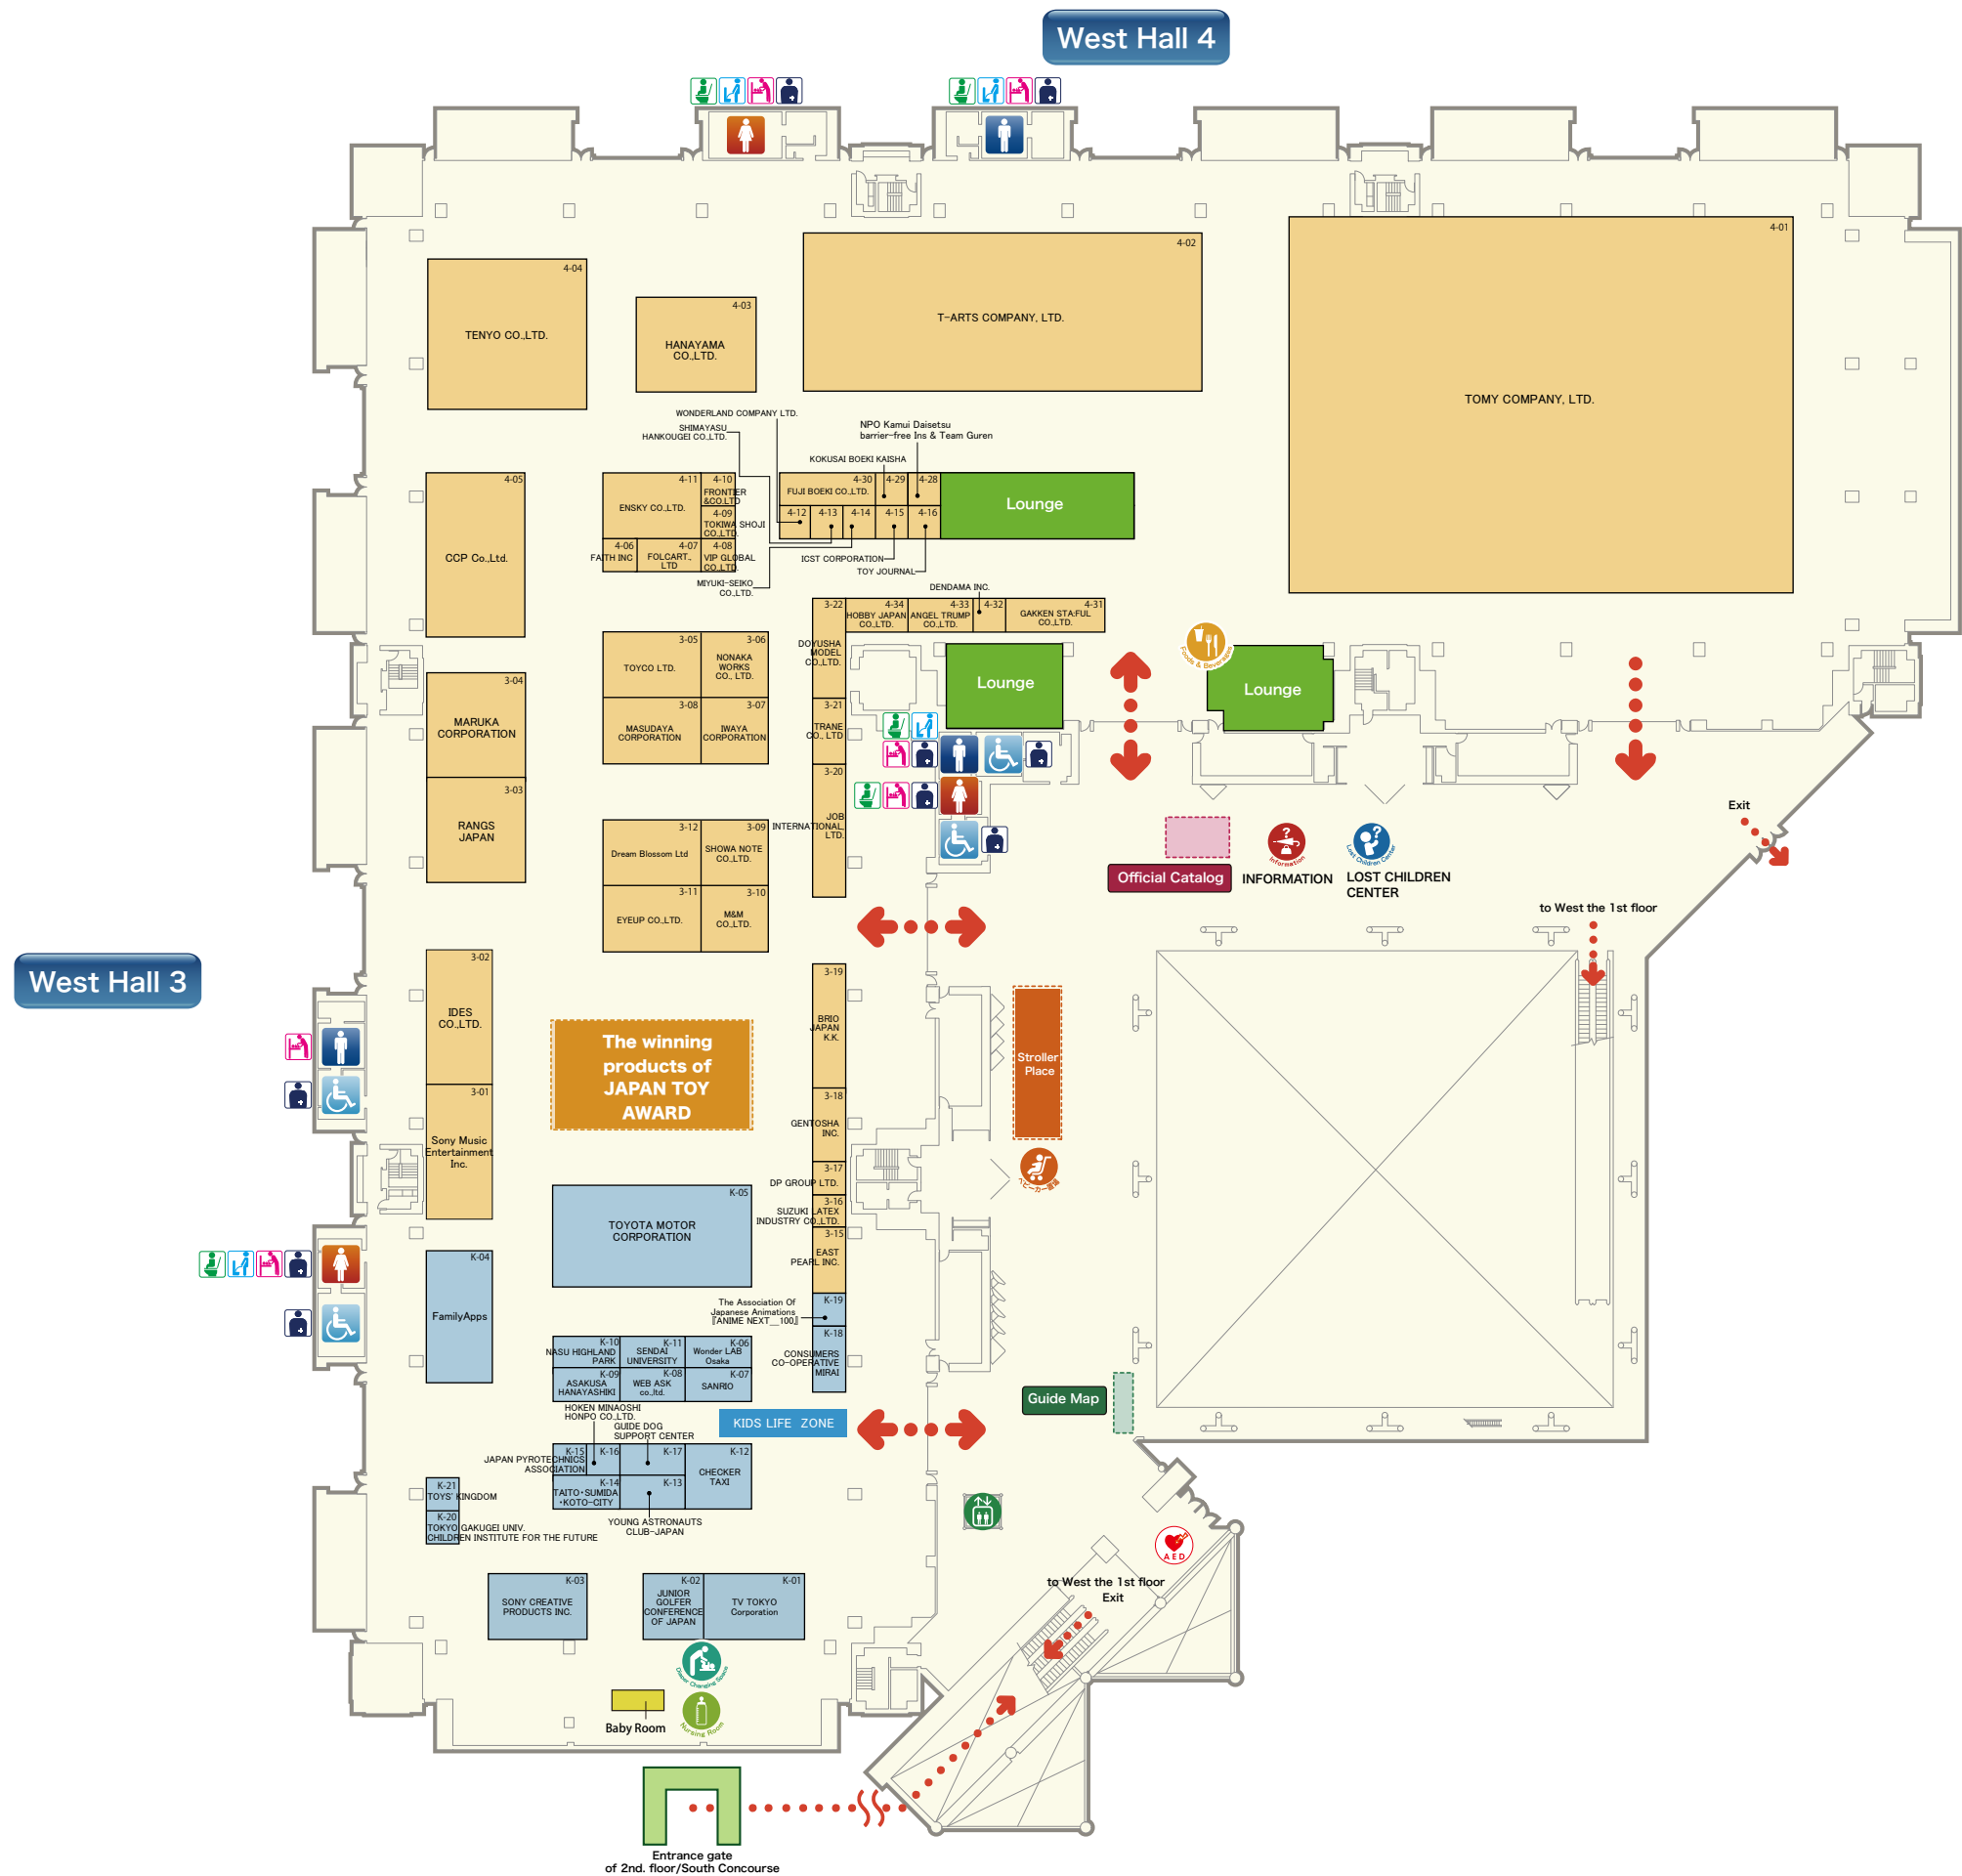 West Hall 4
4-01
TOMY COMPANY, LTD.
4-02
T-ARTS COMPANY, LTD.
4-04
TENYO CO.,LTD.
4-03
HANAYAMA
CO.,LTD.
WONDERLAND COMPANY LTD.
SHIMAYASU
HANKOUGEI CO.,LTD.
NPO Kamui Daisetsu
barrier-free Ins & Team Guren
KOKUSAI BOEKI KAISHA
4-05
CCP Co.,Ltd.
4-11
ENSKY CO.,LTD.
4-10
FRONTIER
&CO.LTD
4-09
TOKIWA SHOJI
CO.,LTD.
4-06
FAITH INC
4-07
FOLCART.,
LTD
4-08
VIP GLOBAL
CO.,LTD.
4-30
FUJI BOEKI CO.,LTD.
4-29
4-28
4-12
4-13
4-14
4-15
4-16
Lounge
ICST CORPORATION
TOY JOURNAL
MIYUKI-SEIKO
CO.,LTD.
DENDAMA INC.
3-22
DOYUSHA
MODEL
CO.,LTD.
4-34
HOBBY JAPAN
CO.,LTD.
4-33
ANGEL TRUMP
CO.,LTD.
4-32
4-31
GAKKEN STA:FUL
CO.,LTD.
Foods & Beverages
Lounge
Lounge
3-05
TOYCO LTD.
3-06
NONAKA
WORKS
CO., LTD.
3-04
MARUKA
CORPORATION
3-08
MASUDAYA
CORPORATION
3-07
IWAYA
CORPORATION
3-21
TRANE
CO., LTD
3-20
JOB
INTERNATIONAL,
LTD.
3-03
RANGS
JAPAN
3-12
Dream Blossom Ltd
3-09
SHOWA NOTE
CO.,LTD.
3-11
EYEUP CO.,LTD.
3-10
M&M
CO.,LTD.
Exit
Official Catalog
Information
INFORMATION
Lost Children Center
LOST CHILDREN
CENTER
to West the 1st floor
West Hall 3
3-02
IDES
CO.,LTD.
3-01
Sony Music
Entertainment
Inc.
The winning
products of
JAPAN TOY
AWARD
3-19
BRIO
JAPAN
K.K.
3-18
GENTOSHA
INC.
3-17
DP GROUP LTD.
3-16
SUZUKI LATEX
INDUSTRY CO.,LTD.
3-15
EAST
PEARL INC.
Stroller
Place
ベビーカー置場
K-05
TOYOTA MOTOR
CORPORATION
K-04
FamilyApps
The Association Of
Japanese Animations
『ANIME NEXT__100』
K-19
K-18
CONSUMERS
CO-OPERATIVE
MIRAI
K-10
NASU HIGHLAND
PARK
K-11
SENDAI
UNIVERSITY
K-06
Wonder LAB
Osaka
K-09
ASAKUSA
HANAYASHIKI
K-08
WEB ASK
co.,ltd.
K-07
SANRIO
HOKEN MINAOSHI
HONPO CO.,LTD.
GUIDE DOG
SUPPORT CENTER
KIDS LIFE ZONE
Guide Map
K-15
JAPAN PYROTECHNICS
ASSOCIATION
K-16
K-17
K-12
CHECKER
TAXI
K-14
TAITO・SUMIDA
・KOTO-CITY
K-13
YOUNG ASTRONAUTS
CLUB-JAPAN
K-21
TOYS' KINGDOM
K-20
TOKYO GAKUGEI UNIV.
CHILDREN INSTITUTE FOR THE FUTURE
AED
to West the 1st floor
Exit
K-03
SONY CREATIVE
PRODUCTS INC.
K-02
JUNIOR
GOLFER
CONFERENCE
OF JAPAN
K-01
TV TOKYO
Corporation
Diaper Changing Space
Baby Room
Nursing Room
Entrance gate
of 2nd. floor/South Concourse